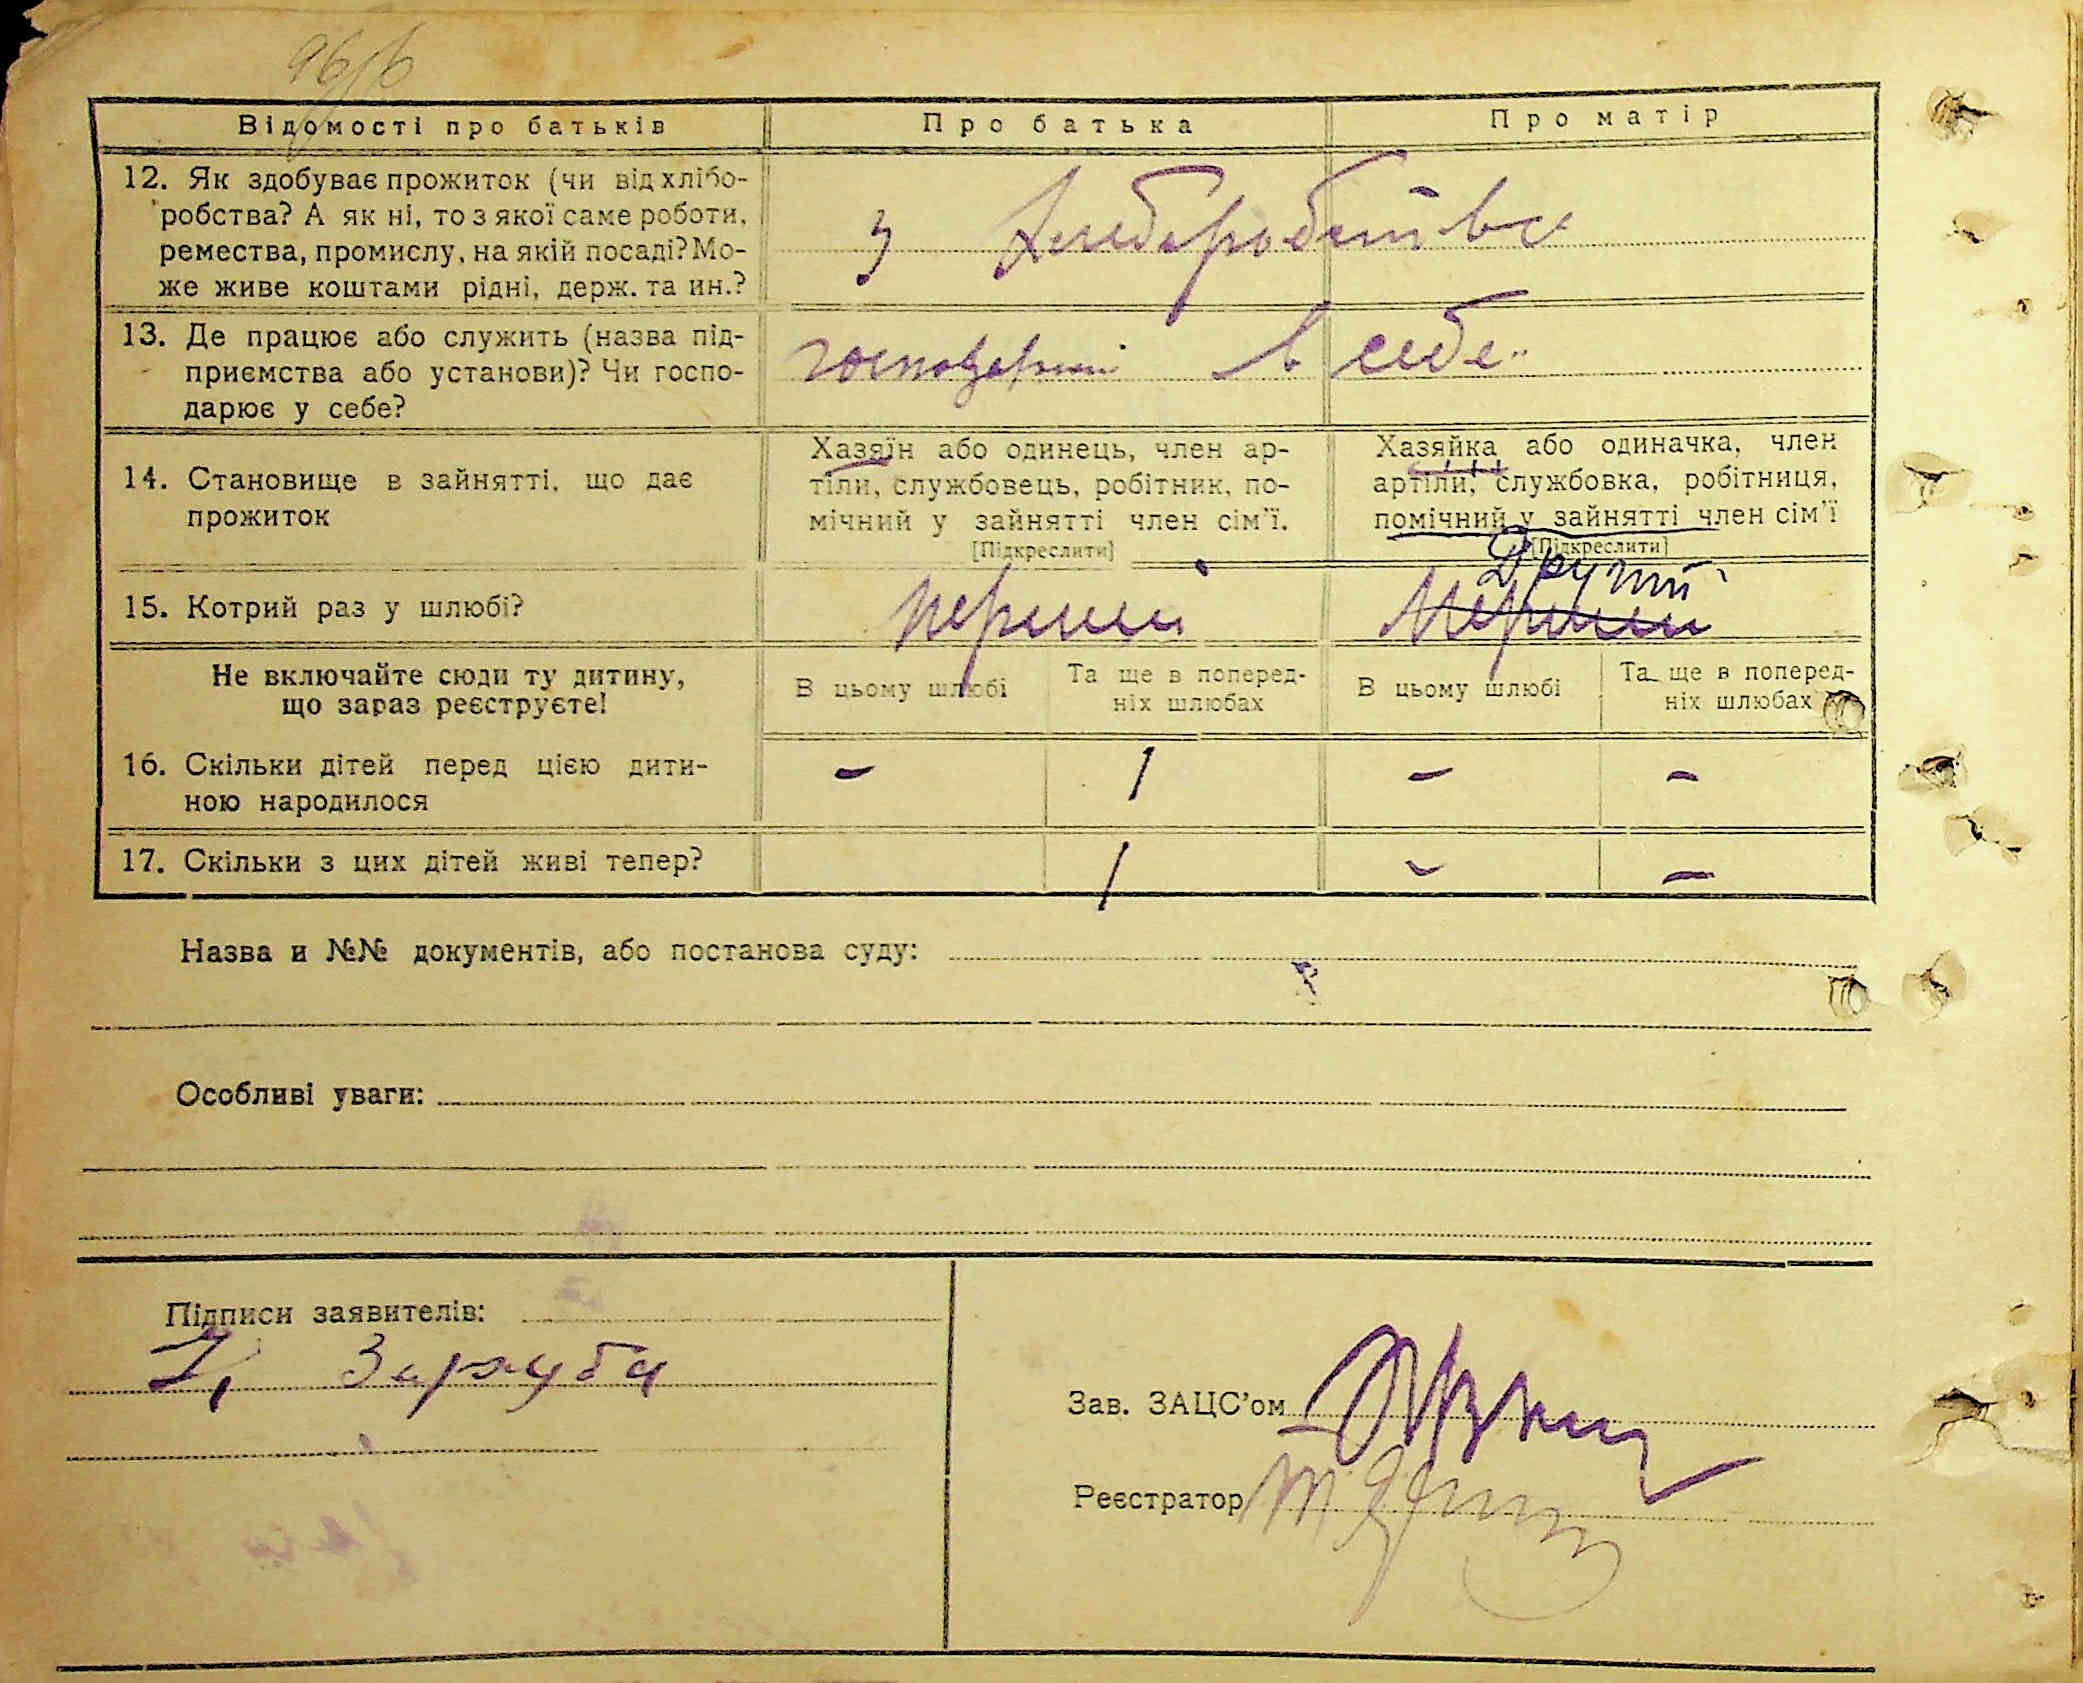 Відомості про батьків
Про батька
Про матір
12. Як здобуває прожиток (чи від хлібо-
робства? А як ні, то з якої саме роботи,
ремества, промислу, на якій посаді? Мо-
же живе коштами рідні, держ. та ин.?
з хлебаробства
13. Де працює або служить (назва під-
приємства або установи)? Чи госпо-
дарює у себе?
в себе
14. Становище в зайнятті, що дає
прожиток
Хазяїн або одинець, член ар-
тіли, службовець, робітник, по-
мічний у зайнятті член сім'ї.
[Підкреслити]
Хазяйка або одиначка, член
артіли, службовка, робітниця,
помічний у зайнятті член сім'ї
[Підкреслити]
15. Котрий раз у шлюбі?
перший
Другий
перший
Не включайте сюди ту дитину,
що зараз реєструєте!
В цьому шлюбі
Та ще в поперед-
ніх шлюбах
В цьому шлюбі
Та ще в поперед-
ніх шлюбах
16. Скільки дітей перед цією дити-
ною народилося
- 1 - -
17. Скільки з цих дітей живі тепер?
1 - -
Назва и №№ документів, або постанова суду:
Особливі уваги:
Підписи заявителів:
Заруба
Зав. ЗАЦС'ом
Реєстратор